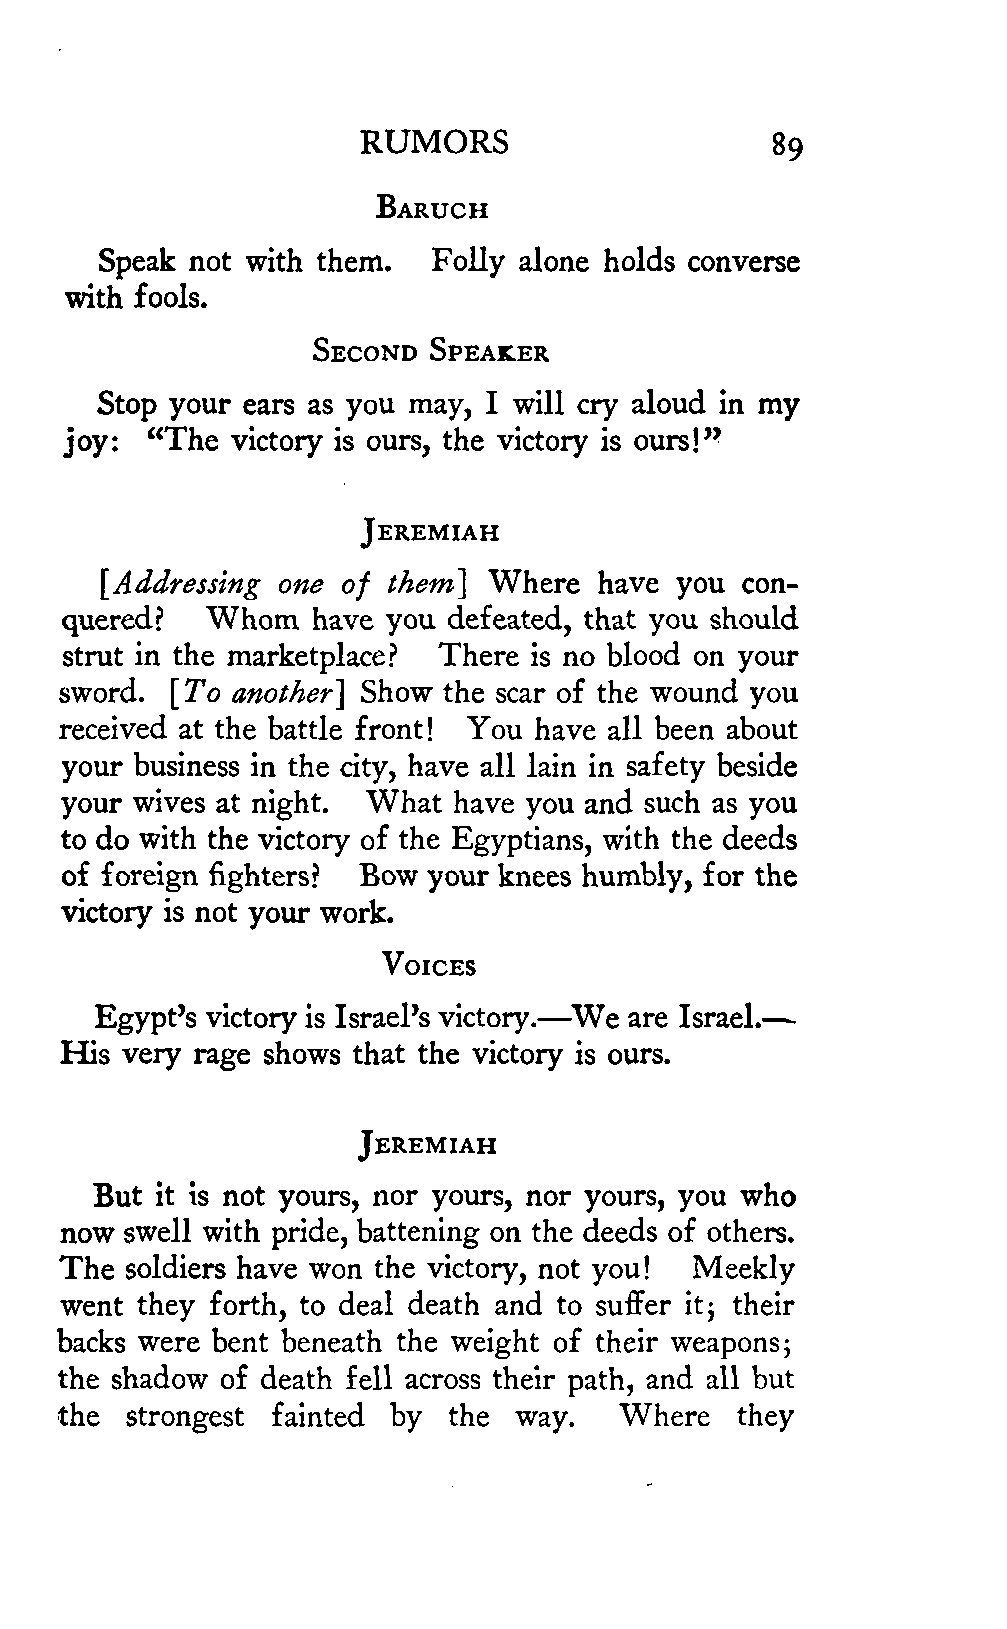 RUMORS 89
BARUCH
Speak not with them. Folly alone holds converse
with fools.
SECOND SPEAKER
Stop your ears as you may, I will cry aloud in my
joy: “The victory is ours, the victory is ours!”
JEREMIAH
[Addressing one of them] Where have you con-
quered? Whom have you defeated, that you should
strut in the marketplace? There is no blood on your
sword. [To another] Show the scar of the wound you
received at the battle front! You have all been about
your business in the city, have all lain in safety beside
your wives at night. What have you and such as you
to do with the victory of the Egyptians, with the deeds
of foreign fighters? Bow your knees humbly, for the
victory is not your work.
VOICES
Egypt’s victory is Israel’s victory.—We are Israel.—
His very rage shows that the victory is ours.
JEREMIAH
But it is not yours, nor yours, nor yours, you who
now swell with pride, battening on the deeds of others.
The soldiers have won the victory, not you! Meekly
went they forth, to deal death and to suffer it; their
backs were bent beneath the weight of their weapons;
the shadow of death fell across their path, and all but
the strongest fainted by the way. Where they